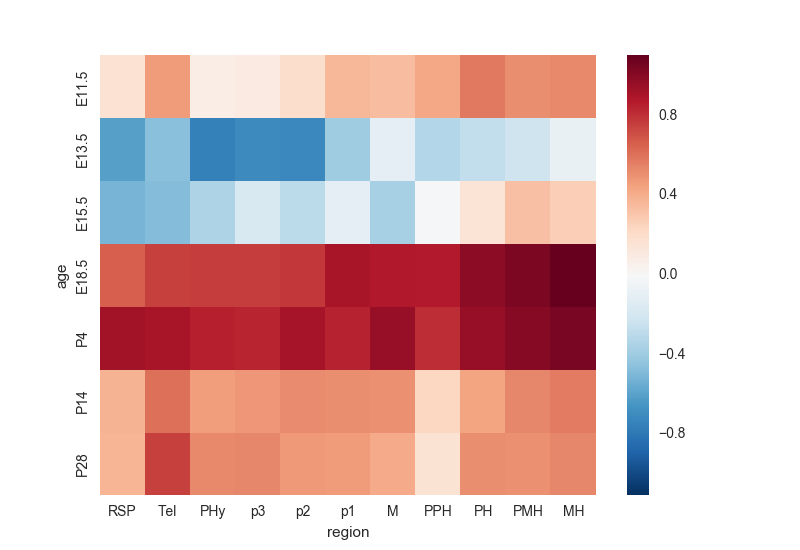 E11.5
E13.5
E15.5
E18.5
P4
P14
P28
age
RSP Tel PHy p3 p2 p1 M PPH PH PMH MH
region
0.8
0.4
0.0
−0.4
−0.8